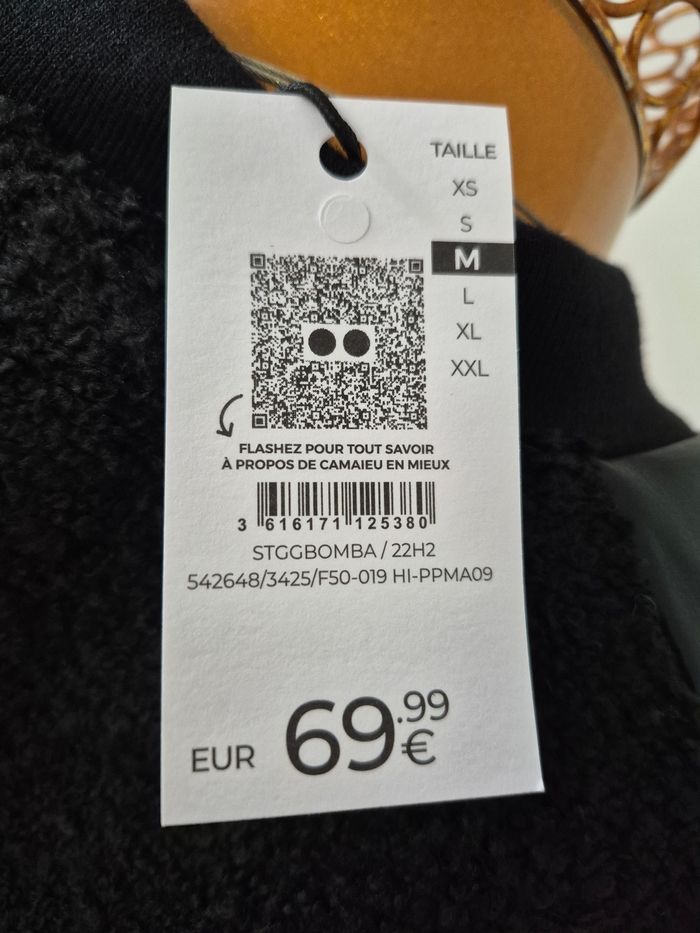 TAILLE
XS
S
M
L
XL
XXL
FLASHEZ POUR TOUT SAVOIR
À PROPOS DE CAMAIEU EN MIEUX
3 616171 125380
STGGBOMBA / 22H2
542648/3425/F50-019 HI-PPMA09
EUR 69.99 €